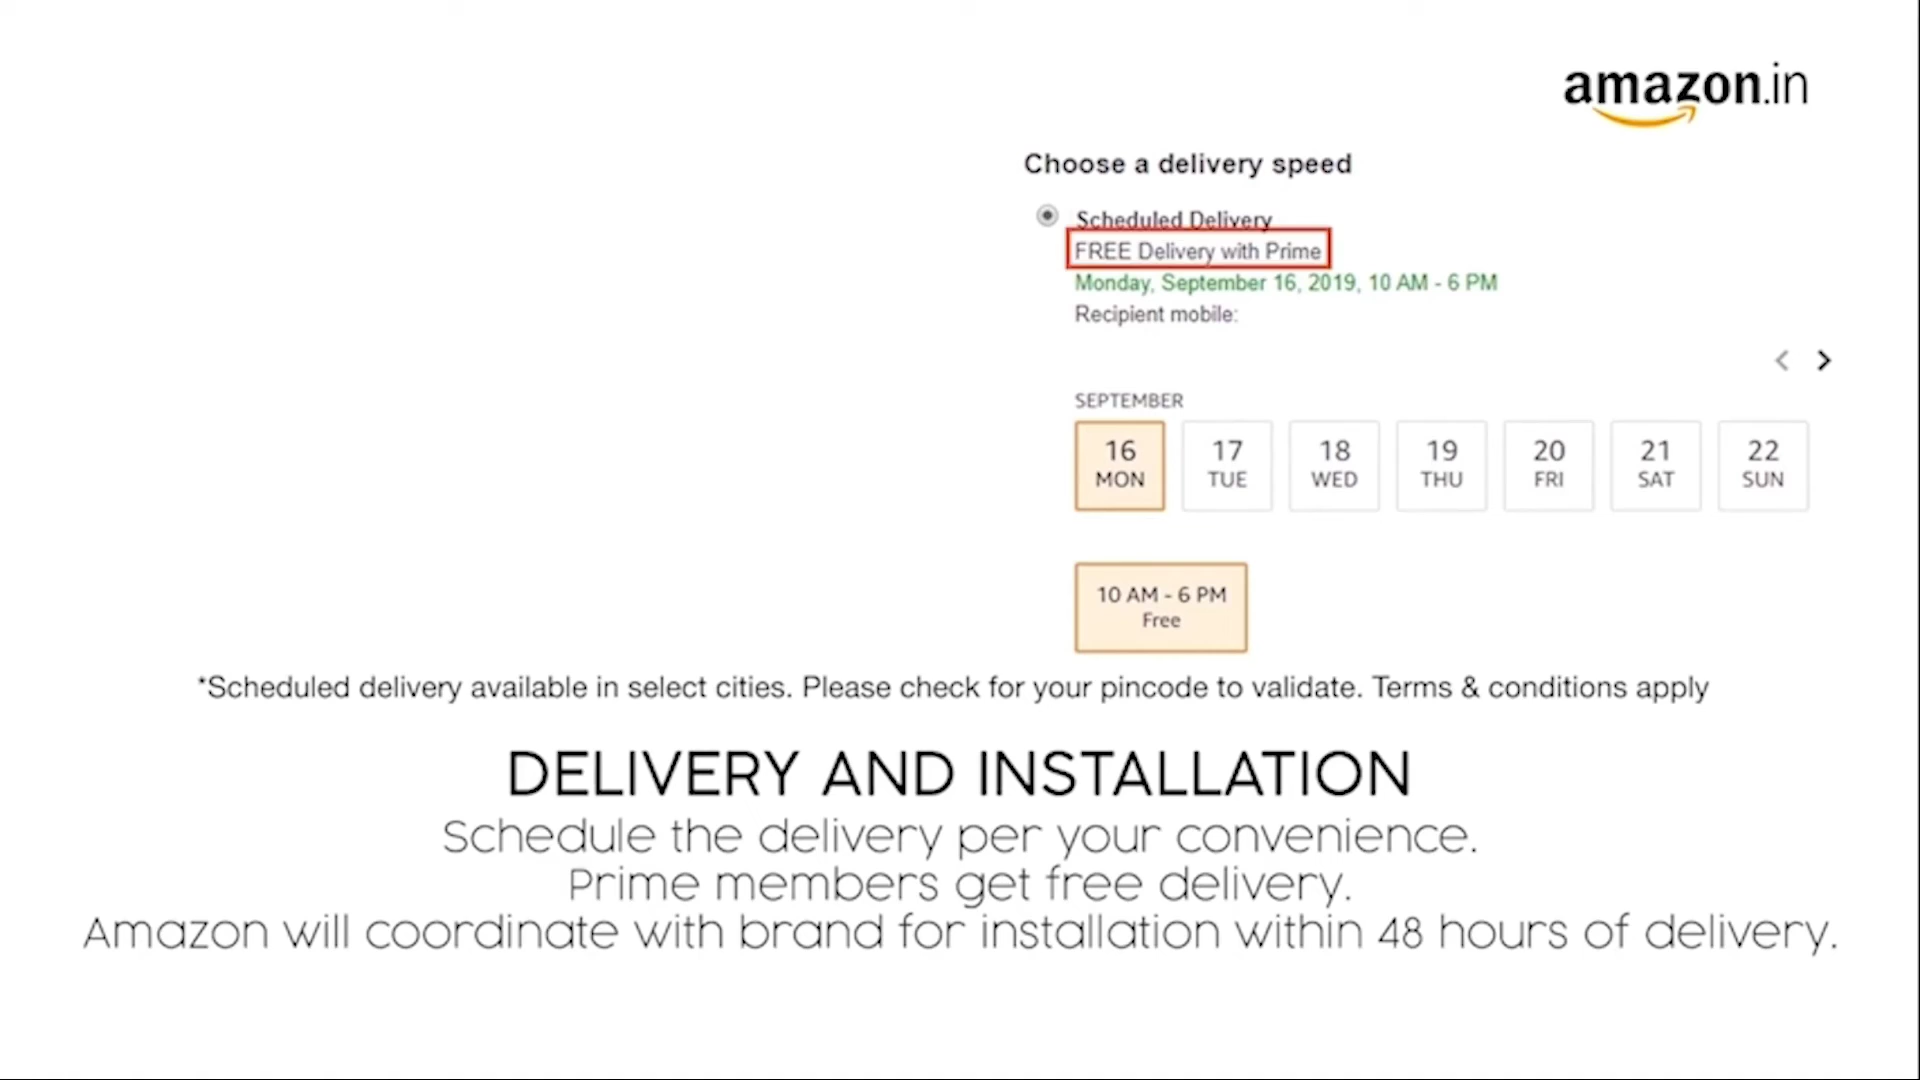 amazon.in
Choose a delivery speed
Scheduled Delivery
FREE Delivery with Prime
Monday, September 16, 2019, 10 AM - 6 PM
Recipient mobile:
SEPTEMBER
16 17 18 19 20 21 22
MON TUE WED THU FRI SAT SUN
10 AM - 6 PM
Free
*Scheduled delivery available in select cities. Please check for your pincode to validate. Terms & conditions apply
DELIVERY AND INSTALLATION
Schedule the delivery per your convenience.
Prime members get free delivery.
Amazon will coordinate with brand for installation within 48 hours of delivery.